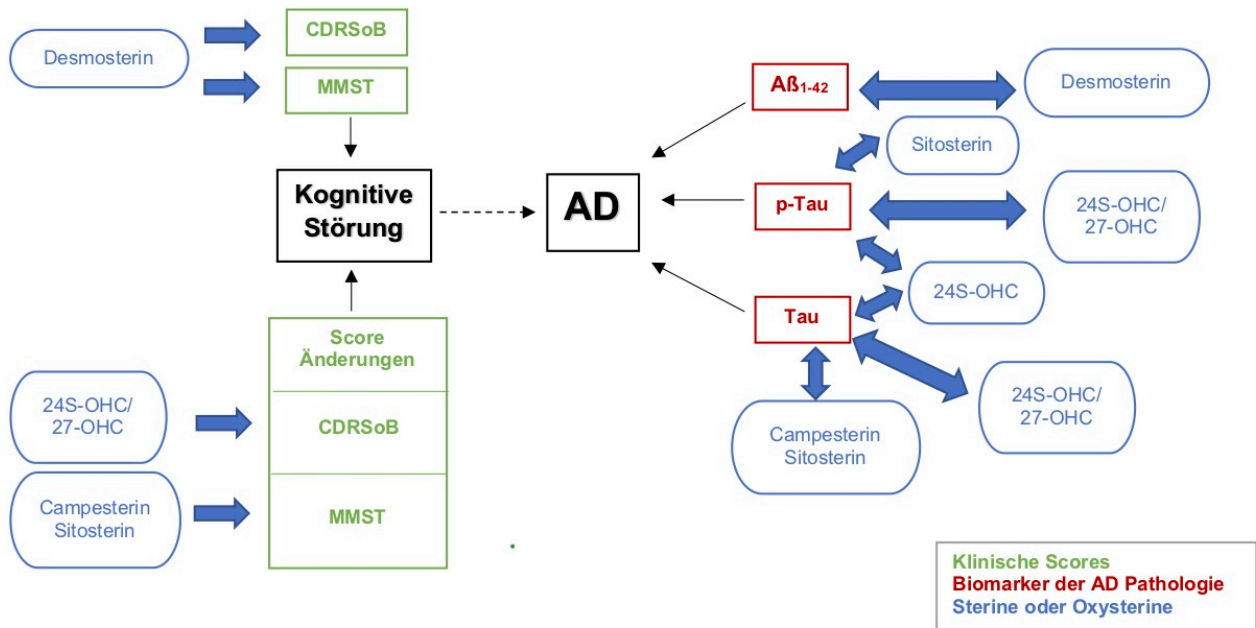 Desmosterin
CDRSoB
MMST
Kognitive
Störung
AD
Score
Änderungen
CDRSoB
MMST
24S-OHC/
27-OHC
Campesterin
Sitosterin
Aß₁₋₄₂
p-Tau
Tau
Desmosterin
Sitosterin
24S-OHC/
27-OHC
24S-OHC
24S-OHC/
27-OHC
Campesterin
Sitosterin
Klinische Scores
Biomarker der AD Pathologie
Sterine oder Oxysterine